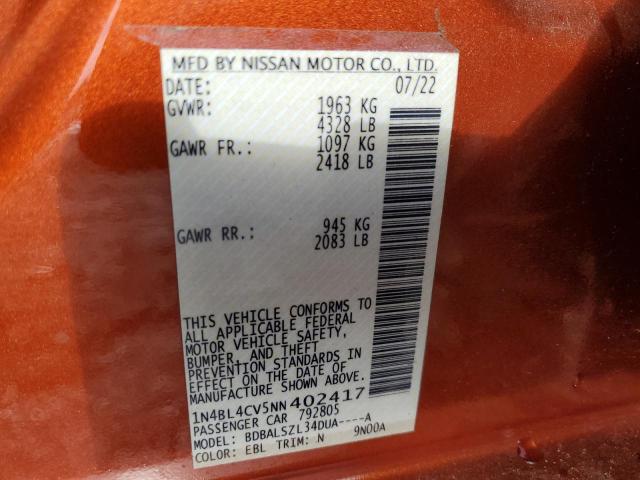 MFD BY NISSAN MOTOR CO., LTD.
DATE: 07/22
GVWR: 1963 KG
4328 LB
GAWR FR.: 1097 KG
2418 LB
GAWR RR.: 945 KG
2083 LB
THIS VEHICLE CONFORMS TO
ALL APPLICABLE FEDERAL
MOTOR VEHICLE SAFETY,
BUMPER, AND THEFT
PREVENTION STANDARDS IN
EFFECT ON THE DATE OF
MANUFACTURE SHOWN ABOVE.
1N4BL4CV5NN402417
PASSENGER CAR 792805
MODEL: BDBALSZL34DUA----A
COLOR: EBL TRIM: N 9N00A